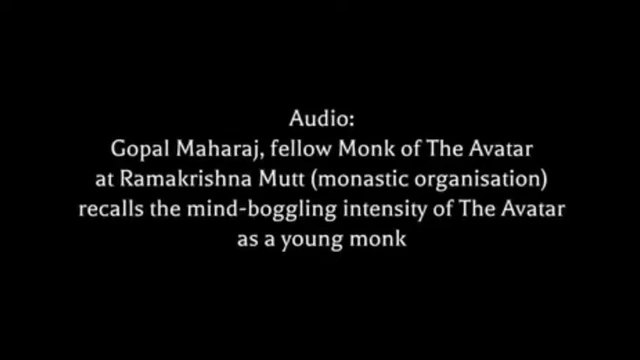 Audio:
Gopal Maharaj, fellow Monk of The Avatar
at Ramakrishna Mutt (monastic organisation)
recalls the mind-boggling intensity of The Avatar
as a young monk